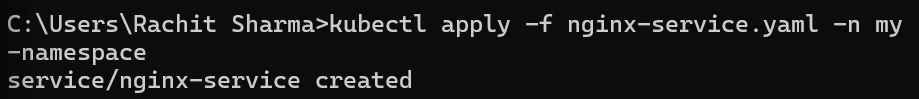 C:\Users\Rachit Sharma>kubectl apply -f nginx-service.yaml -n my
-namespace
service/nginx-service created